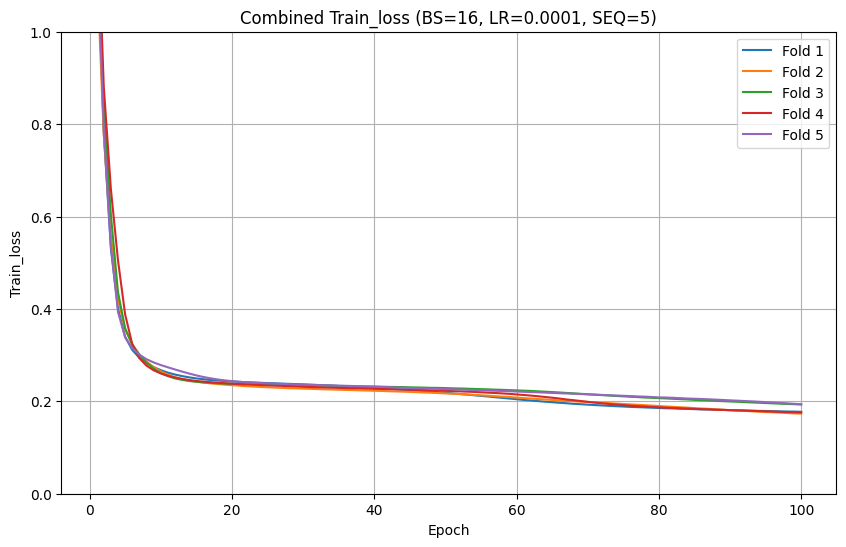 Combined Train_loss (BS=16, LR=0.0001, SEQ=5)
Train_loss
1.0
0.8
0.6
0.4
0.2
0.0
Fold 1
Fold 2
Fold 3
Fold 4
Fold 5
0 20 40 60 80 100
Epoch